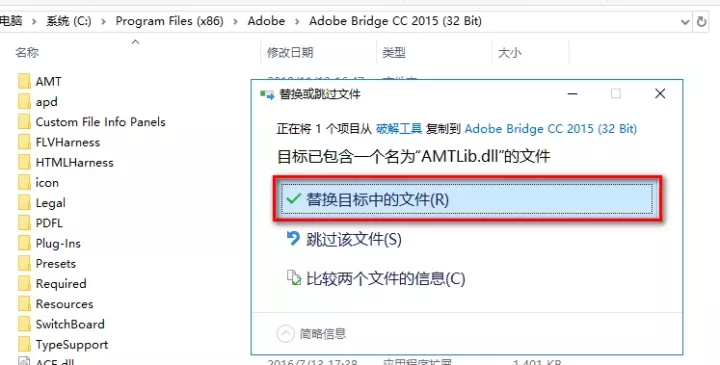 电脑 › 系统 (C:) › Program Files (x86) › Adobe › Adobe Bridge CC 2015 (32 Bit)
名称 修改日期 类型 大小
AMT
apd
Custom File Info Panels
FLVHarness
HTMLHarness
icon
Legal
PDFL
Plug-Ins
Presets
Required
Resources
SwitchBoard
TypeSupport
替换或跳过文件
正在将 1 个项目从 破解工具 复制到 Adobe Bridge CC 2015 (32 Bit)
目标已包含一个名为“AMTLib.dll”的文件
替换目标中的文件(R)
跳过该文件(S)
比较两个文件的信息(C)
简略信息
ACE.dll 2016/7/13 17:38 应用程序扩展 1,401 KB